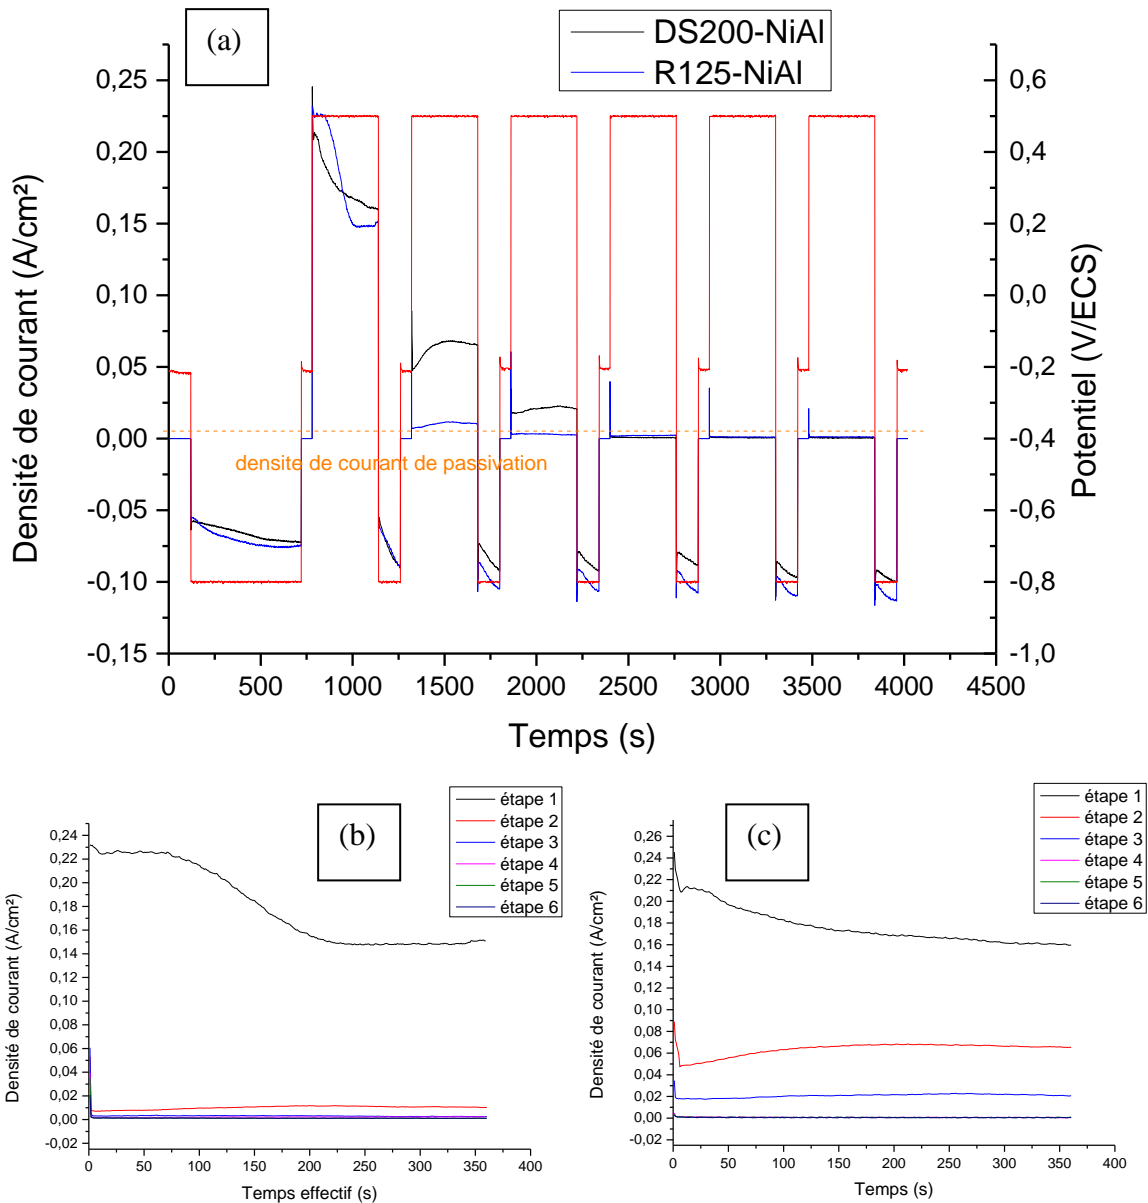 (a)
DS200-NiAl
R125-NiAl
0,25
0,20
0,15
0,10
0,05
0,00
-0,05
-0,10
-0,15
Densité de courant (A/cm²)
0,6
0,4
0,2
0,0
-0,2
-0,4
-0,6
-0,8
-1,0
Potentiel (V/ECS)
densite de courant de passivation
0 500 1000 1500 2000 2500 3000 3500 4000 4500
Temps (s)
(b)
étape 1
étape 2
étape 3
étape 4
étape 5
étape 6
0,24
0,22
0,20
0,18
0,16
0,14
0,12
0,10
0,08
0,06
0,04
0,02
0,00
-0,02
Densité de courant (A/cm²)
0 50 100 150 200 250 300 350 400
Temps effectif (s)
(c)
étape 1
étape 2
étape 3
étape 4
étape 5
étape 6
0,26
0,24
0,22
0,20
0,18
0,16
0,14
0,12
0,10
0,08
0,06
0,04
0,02
0,00
-0,02
Densité de courant (A/cm²)
0 50 100 150 200 250 300 350 400
Temps (s)